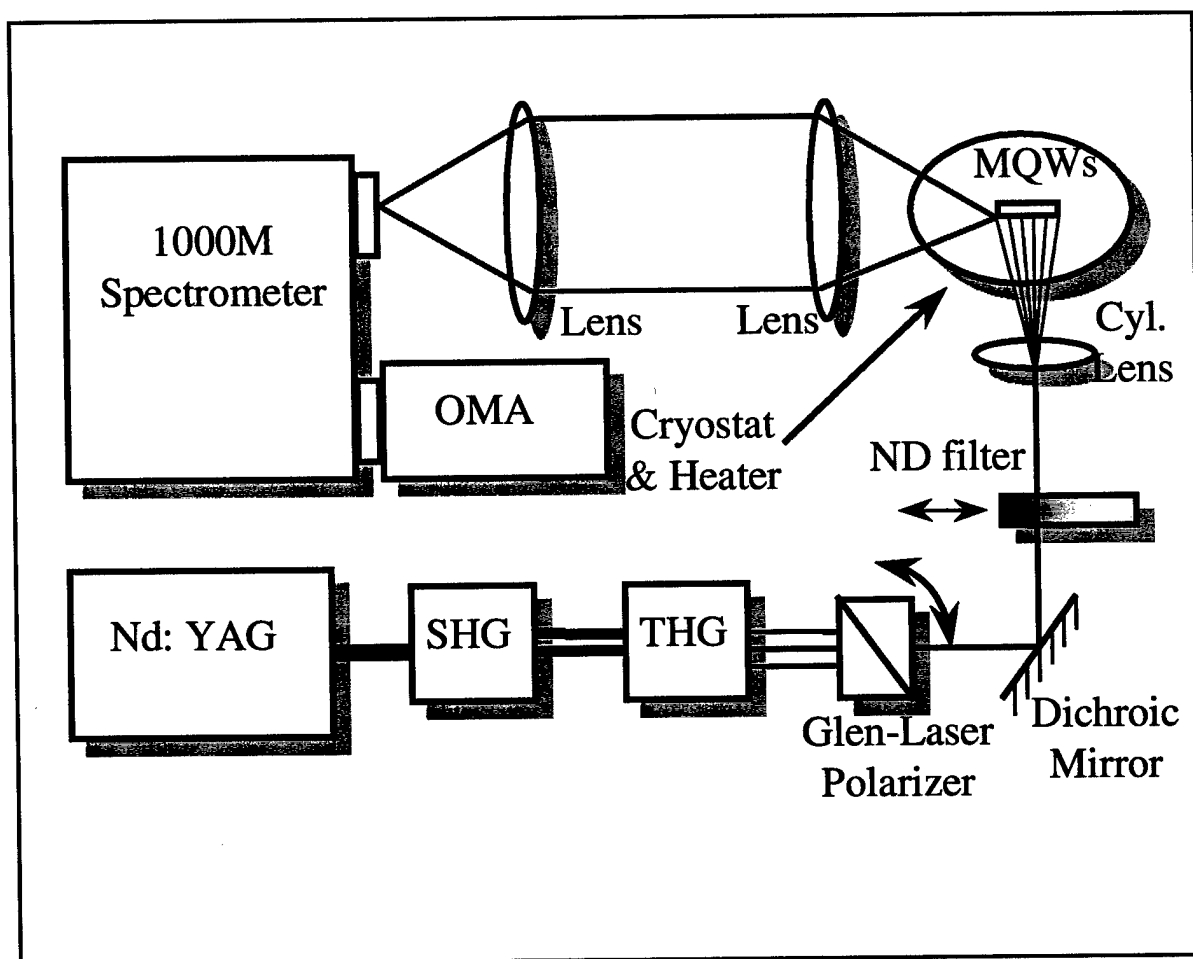 MQWs
1000M
Spectrometer
Lens
Lens
Cyl.
Lens
OMA
Cryostat
& Heater
ND filter
Nd: YAG
SHG
THG
Glen-Laser
Polarizer
Dichroic
Mirror